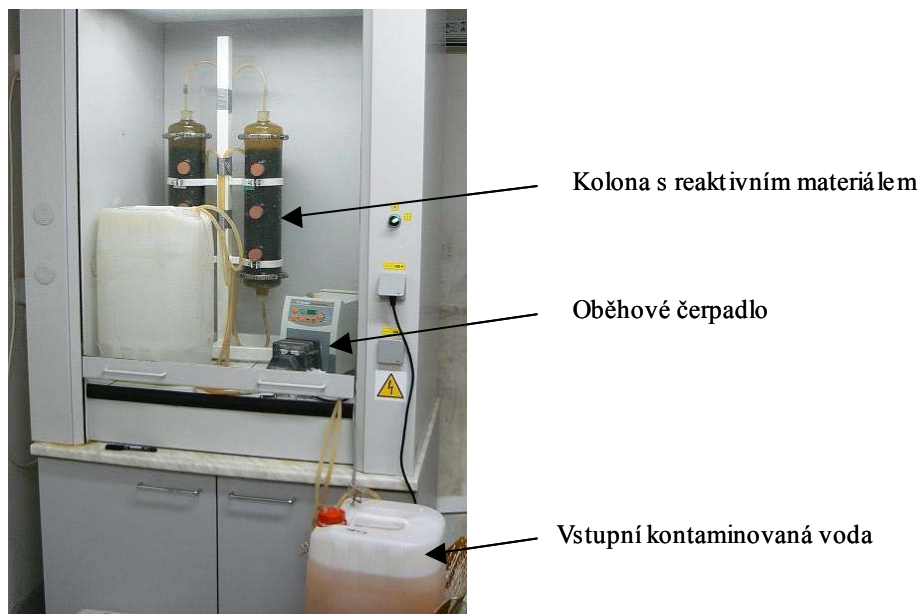 Kolona s reaktivním materiálem
Oběhové čerpadlo
Vstupní kontaminovaná voda